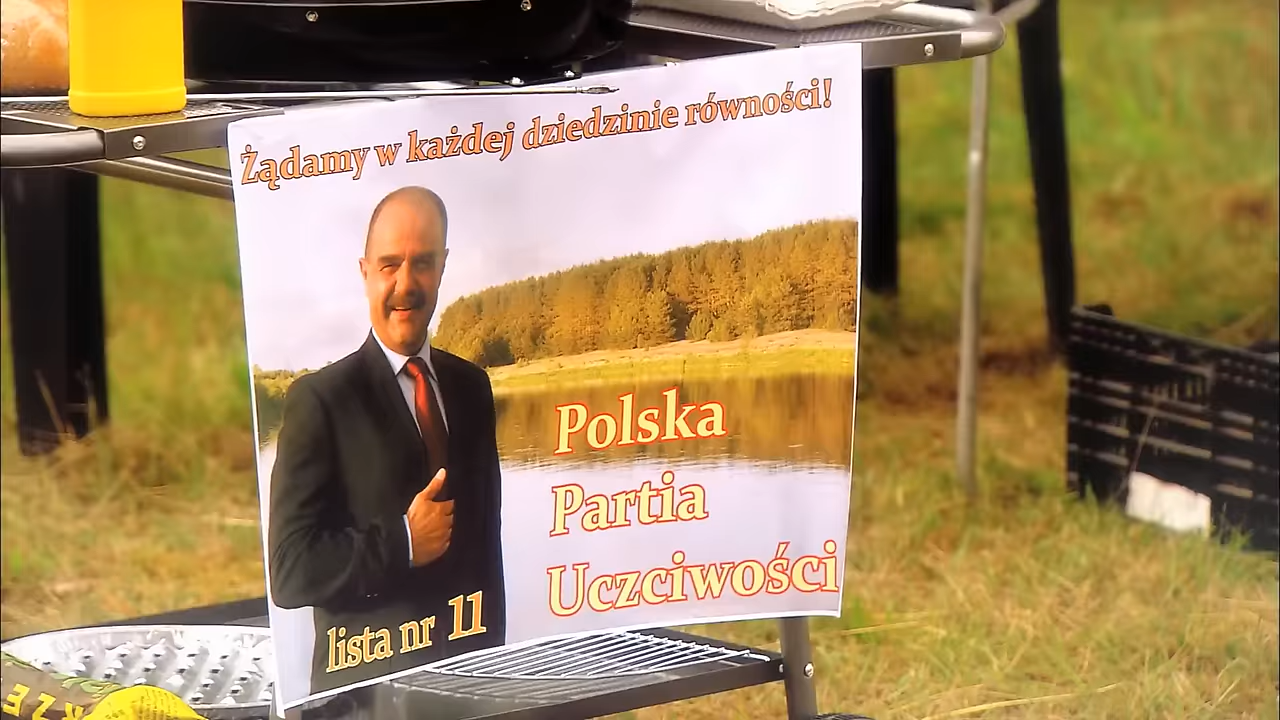 Żądamy w każdej dziedzinie równości!
Polska
Partia
Uczciwości
lista nr 11